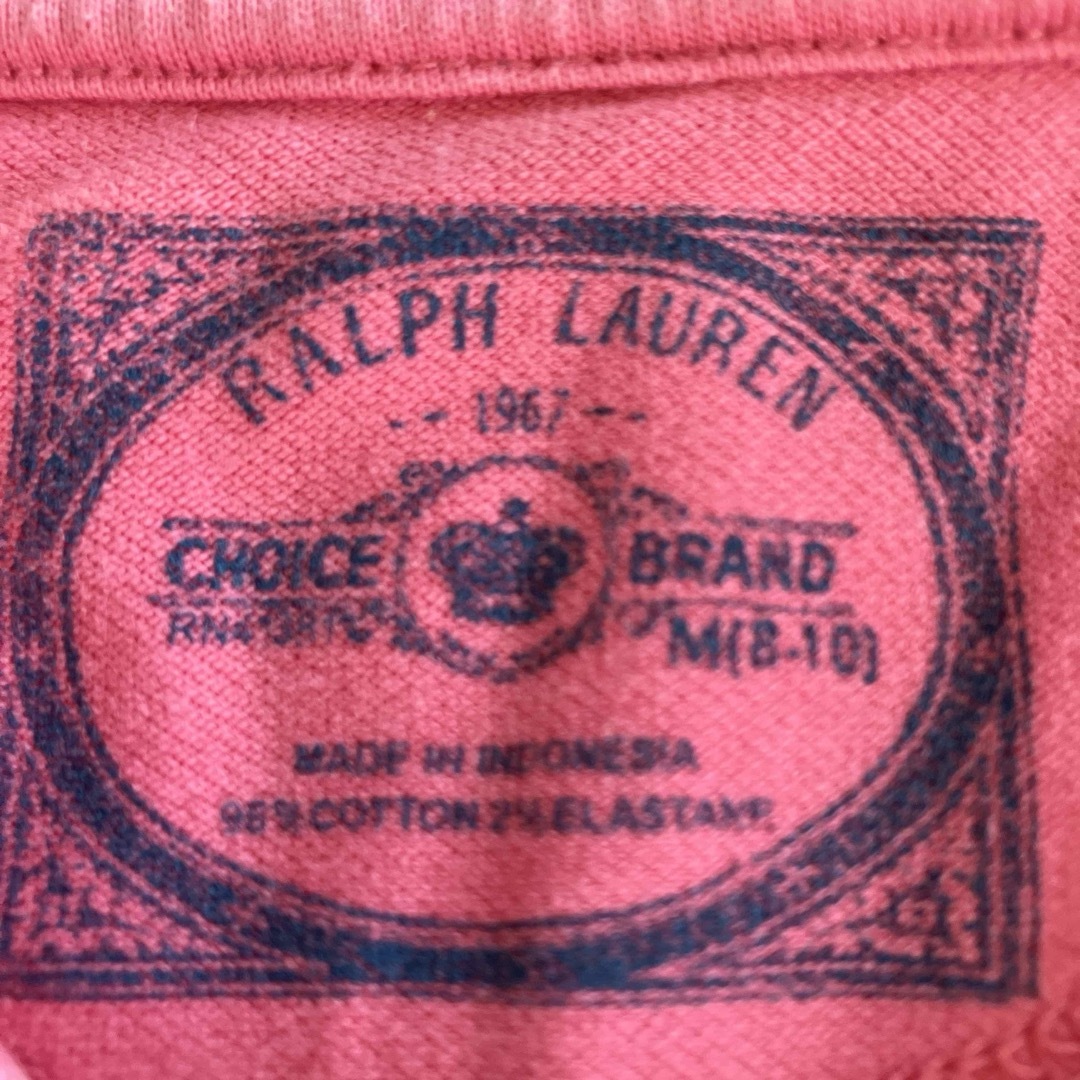 RALPH LAUREN
-- 1967 --
CHOICE BRAND
M(8-10)
MADE IN INDONESIA
98% COTTON 2% ELASTANE